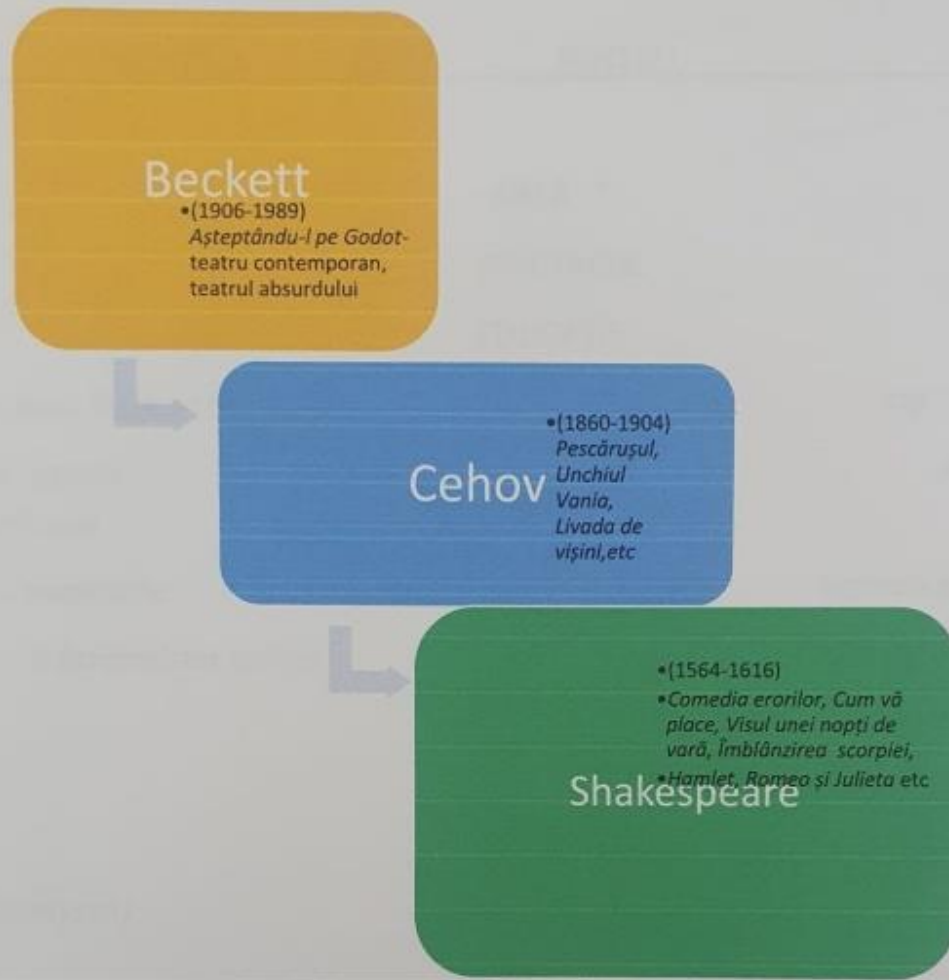 Beckett
•(1906-1989)
Așteptându-l pe Godot-
teatru contemporan,
teatrul absurdului
Cehov
•(1860-1904)
Pescărușul,
Unchiul
Vania,
Livada de
vișini,etc
•(1564-1616)
•Comedia erorilor, Cum vă
place, Visul unei nopți de
vară, Îmblânzirea scorpiei,
•Hamlet, Romeo și Julieta etc
Shakespeare